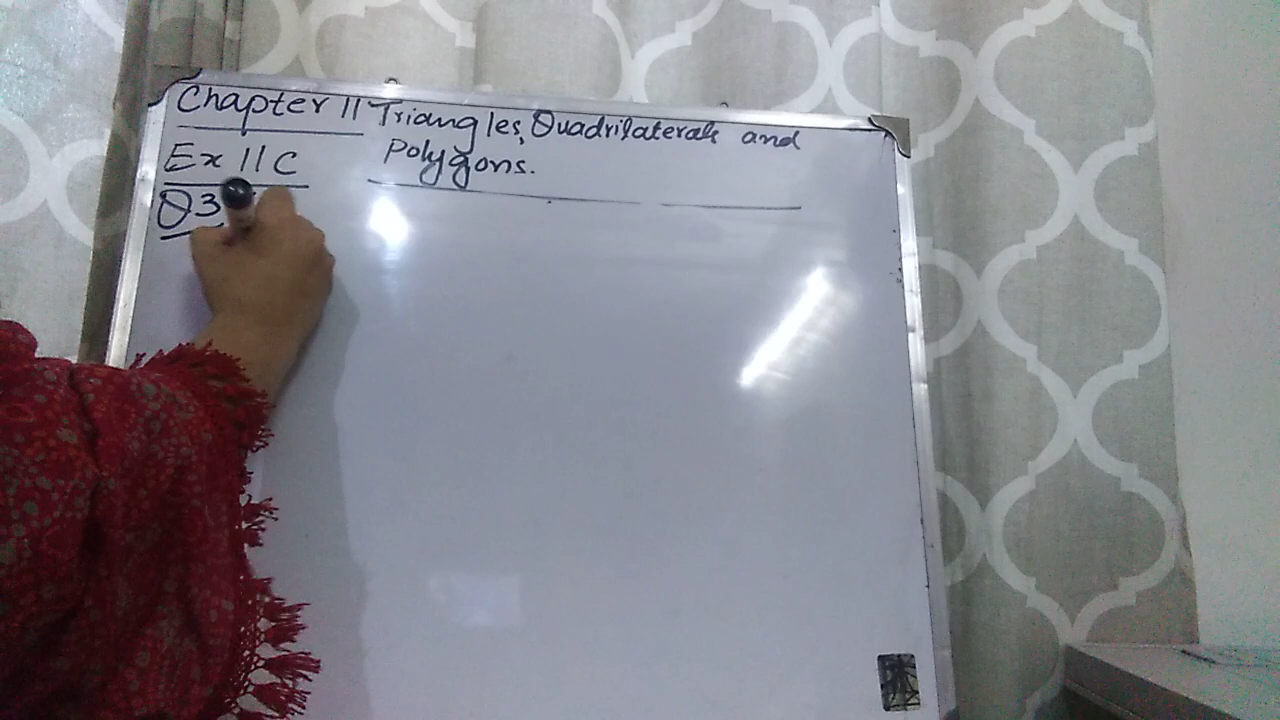 Chapter 11 Triangles, Quadrilaterals and
Polygons.
Ex 11C
Q3